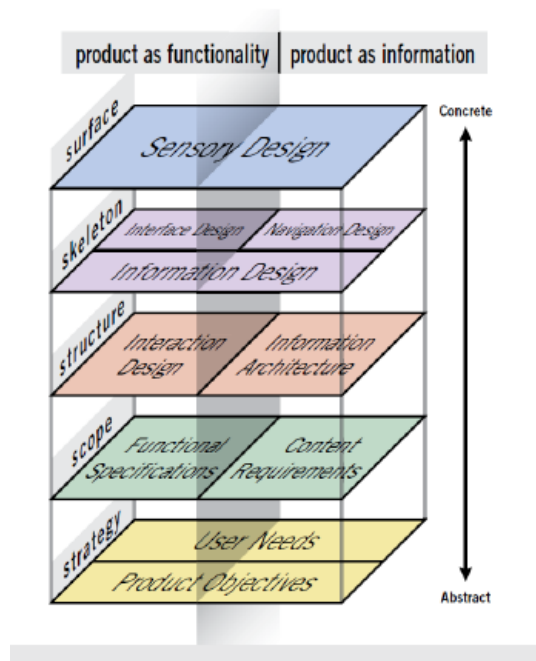 product as functionality product as information
Concrete
surface
Sensory Design
skeleton
Interface Design Navigation Design
Information Design
structure
Interaction Design
Information Architecture
scope
Functional Specifications
Content Requirements
strategy
User Needs
Product Objectives
Abstract